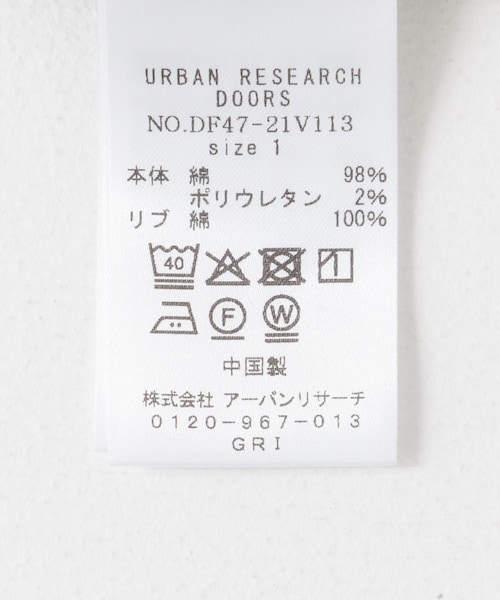 URBAN RESEARCH
DOORS
NO.DF47-21V113
size 1
本体 綿 98%
ポリウレタン 2%
リブ 綿 100%
40
F W
中国製
株式会社 アーバンリサーチ
0120-967-013
GRI